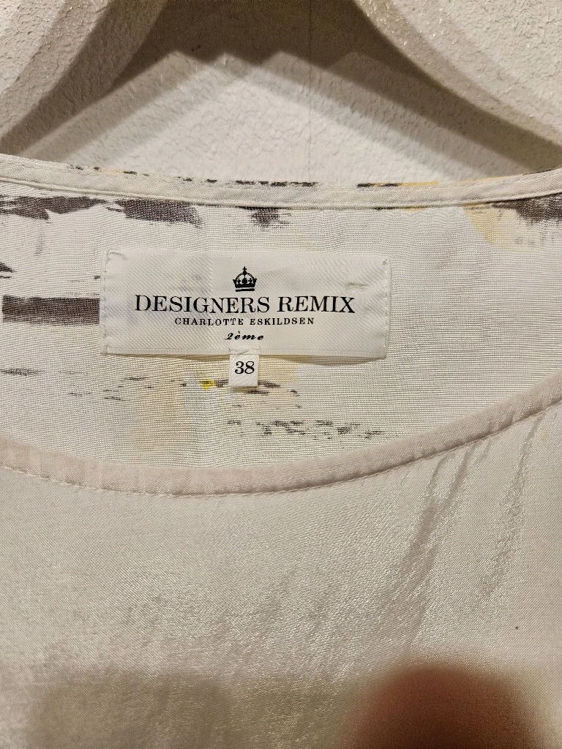 DESIGNERS REMIX
CHARLOTTE ESKILDSEN
2ème
38